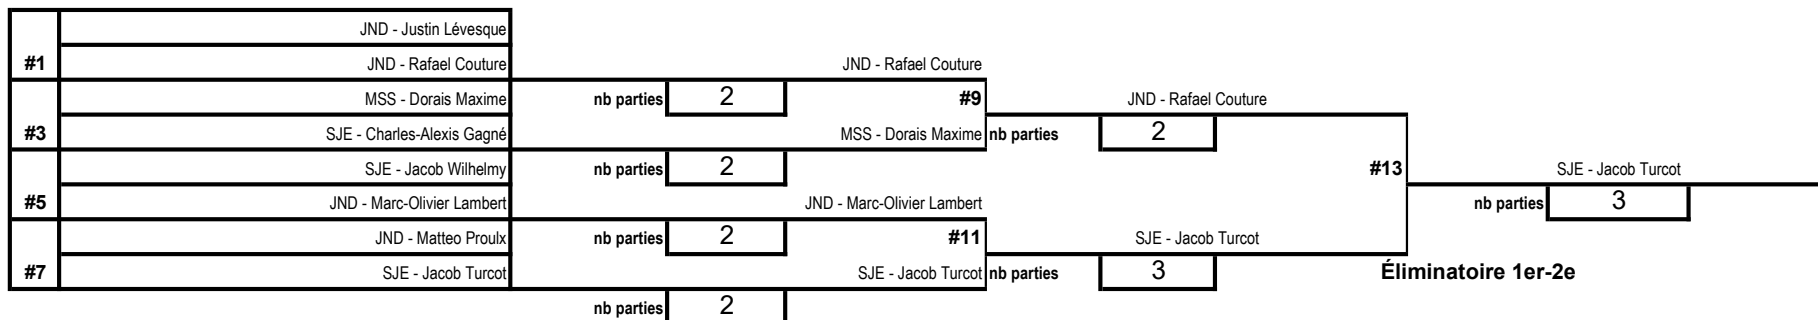 JND - Justin Lévesque
#1 JND - Rafael Couture JND - Rafael Couture
MSS - Dorais Maxime nb parties 2 #9 JND - Rafael Couture
#3 SJE - Charles-Alexis Gagné MSS - Dorais Maxime nb parties 2
SJE - Jacob Wilhelmy nb parties 2 #13 SJE - Jacob Turcot
#5 JND - Marc-Olivier Lambert JND - Marc-Olivier Lambert nb parties 3
JND - Matteo Proulx nb parties 2 #11 SJE - Jacob Turcot
#7 SJE - Jacob Turcot SJE - Jacob Turcot nb parties 3 Éliminatoire 1er-2e
nb parties 2